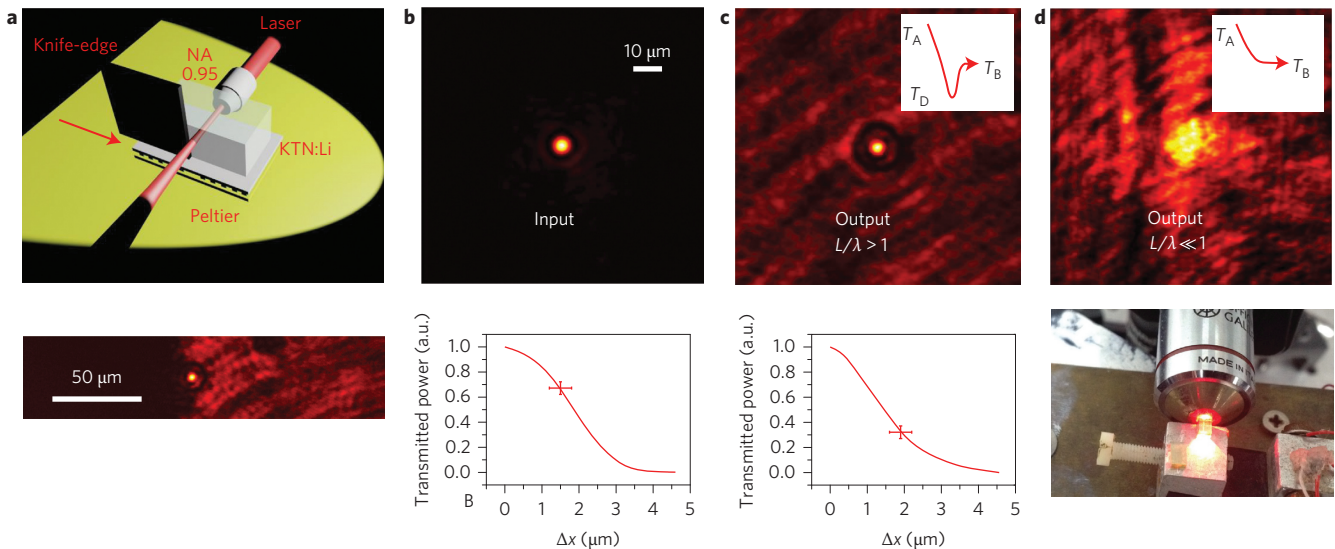 a
Laser
Knife-edge
NA
0.95
KTN:Li
Peltier
50 μm
b
10 μm
Input
Transmitted power (a.u.)
1.0
0.8
0.6
0.4
0.2
0.0
B
0 1 2 3 4 5
Δx (μm)
c
T_A
T_B
T_D
Output
L/λ > 1
Transmitted power (a.u.)
1.0
0.8
0.6
0.4
0.2
0.0
0 1 2 3 4 5
Δx (μm)
d
T_A
T_B
Output
L/λ ≪ 1
MADE IN